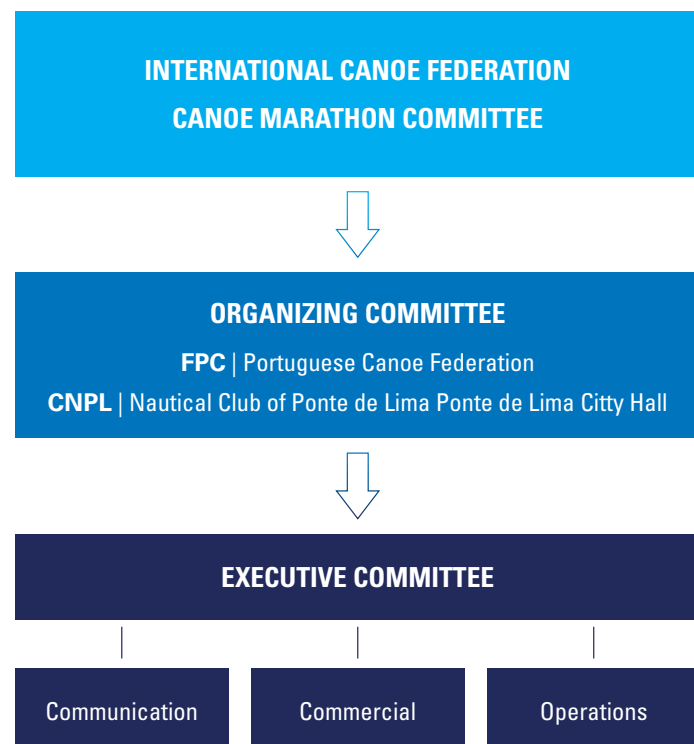 INTERNATIONAL CANOE FEDERATION
CANOE MARATHON COMMITTEE
ORGANIZING COMMITTEE
FPC | Portuguese Canoe Federation
CNPL | Nautical Club of Ponte de Lima Ponte de Lima Citty Hall
EXECUTIVE COMMITTEE
Communication
Commercial
Operations